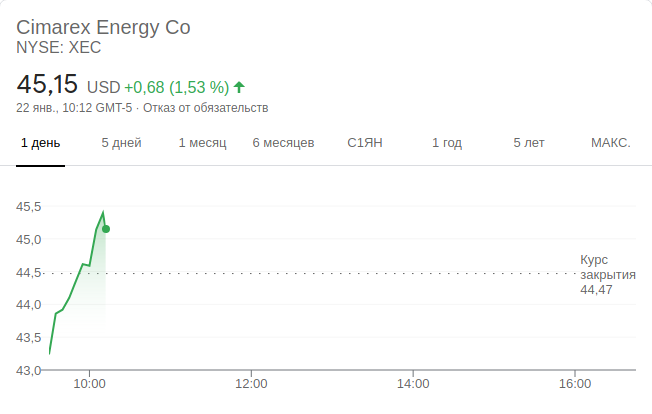 Cimarex Energy Co
NYSE: XEC
45,15 USD +0,68 (1,53 %)
22 янв., 10:12 GMT-5 · Отказ от обязательств
1 день 5 дней 1 месяц 6 месяцев С1ЯН 1 год 5 лет МАКС.
45,5
45,0
44,5
44,0
43,5
43,0
Курс
закрытия
44,47
10:00 12:00 14:00 16:00